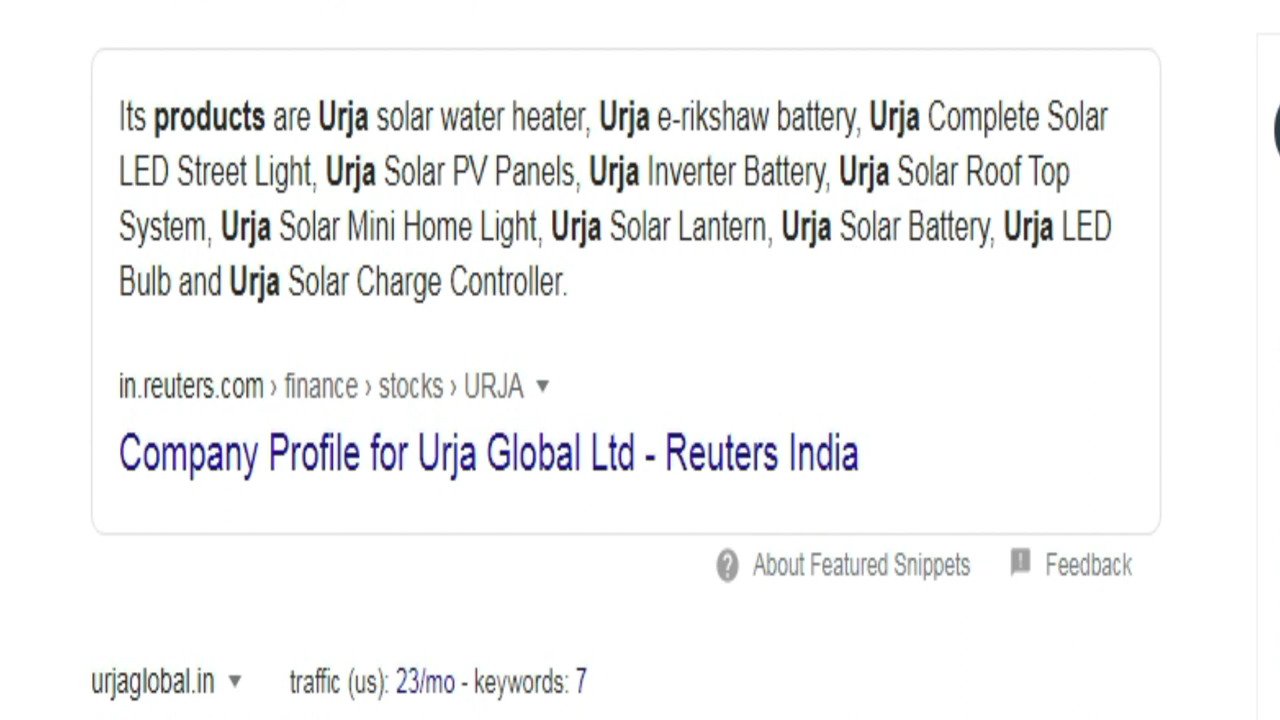 Its products are Urja solar water heater, Urja e-rikshaw battery, Urja Complete Solar
LED Street Light, Urja Solar PV Panels, Urja Inverter Battery, Urja Solar Roof Top
System, Urja Solar Mini Home Light, Urja Solar Lantern, Urja Solar Battery, Urja LED
Bulb and Urja Solar Charge Controller.
in.reuters.com › finance › stocks › URJA
Company Profile for Urja Global Ltd - Reuters India
About Featured Snippets Feedback
urjaglobal.in traffic (us): 23/mo - keywords: 7